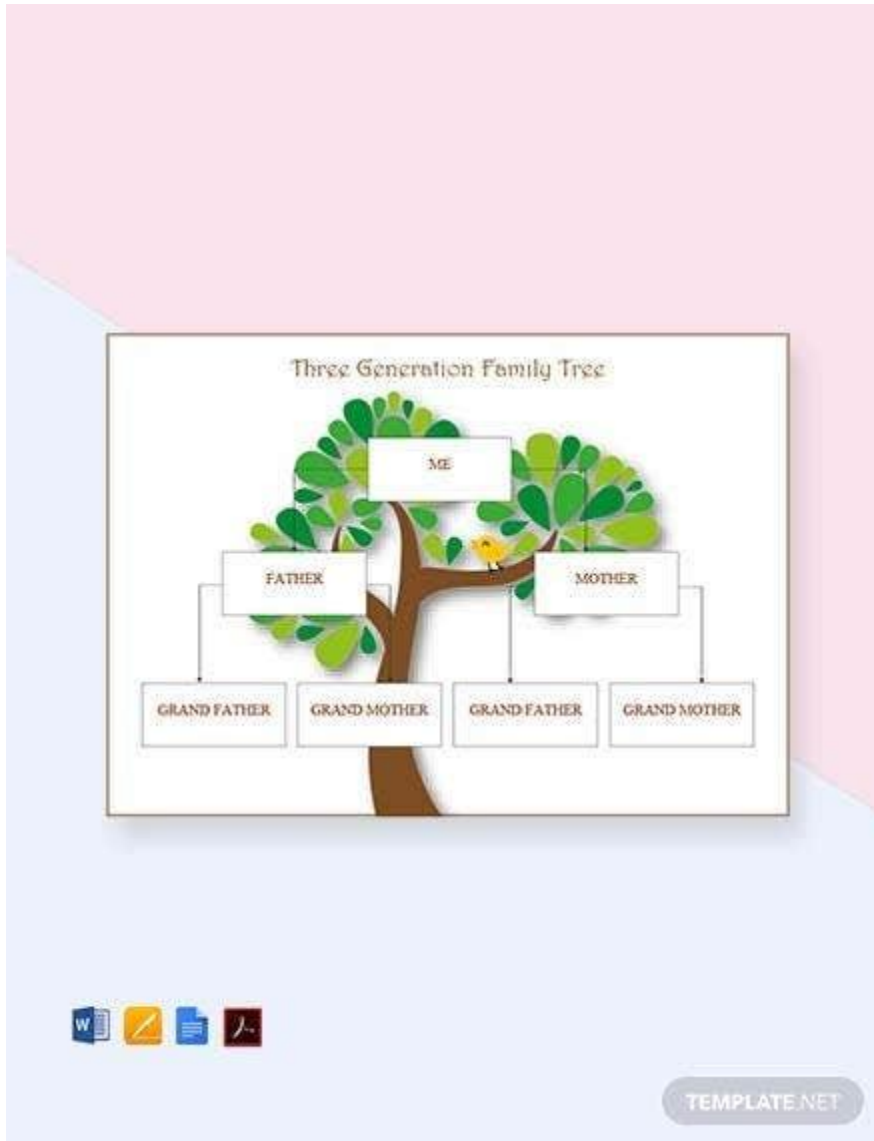 Three Generation Family Tree
ME
FATHER
MOTHER
GRAND FATHER
GRAND MOTHER
GRAND FATHER
GRAND MOTHER
W
TEMPLATE.NET